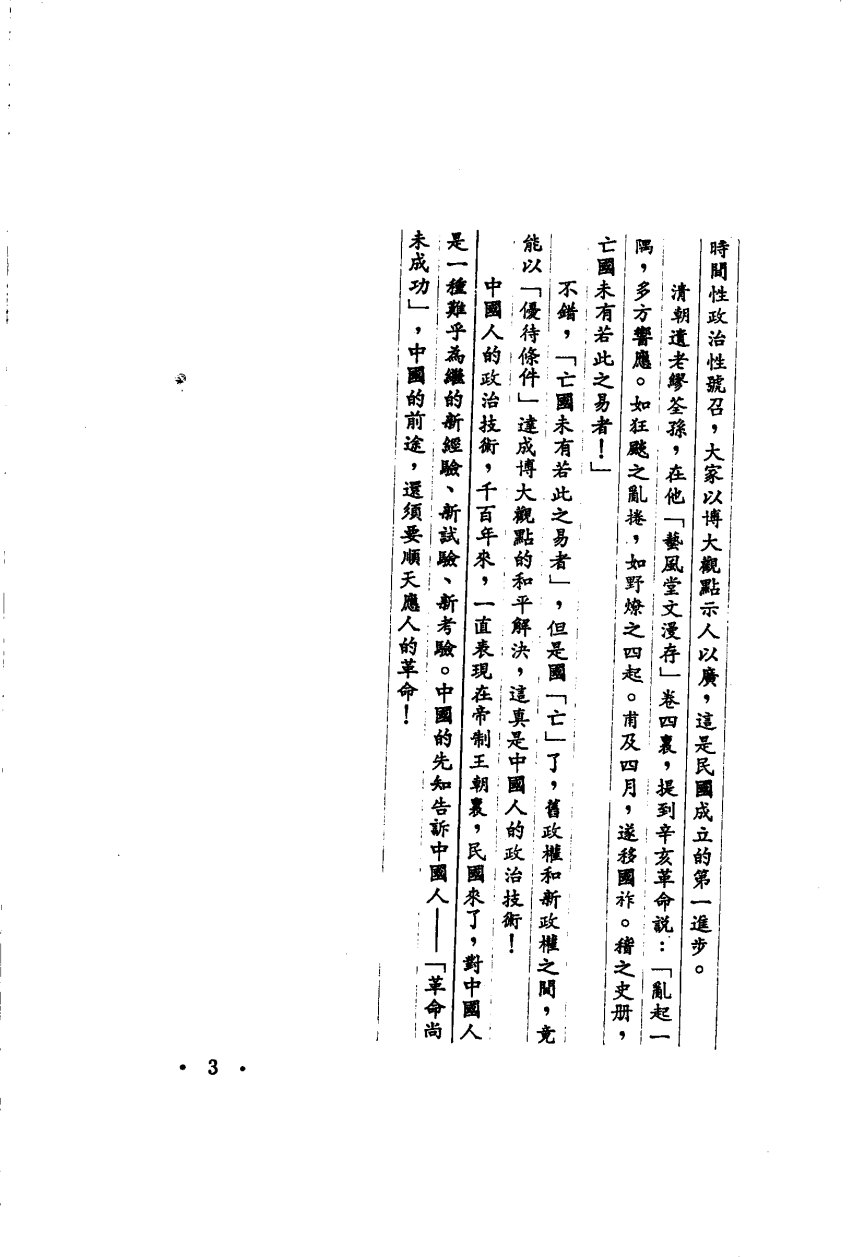 時間性政治性號召，大家以博大觀點示人以廣，這是民國成立的第一進步。
清朝遺老繆荃孫，在他「藝風堂文漫存」卷四裏，提到辛亥革命說：「亂起一
隅，多方響應。如狂飈之亂捲，如野燎之四起。甫及四月，遂移國祚。稽之史册，
亡國未有若此之易者！」
不錯，「亡國未有若此之易者」，但是國「亡」了，舊政權和新政權之間，竟
能以「優待條件」達成博大觀點的和平解決，這真是中國人的政治技術！
中國人的政治技術，千百年來，一直表現在帝制王朝裏，民國來了，對中國人
是一種難乎為繼的新經驗、新試驗、新考驗。中國的先知告訴中國人——「革命尚
未成功」，中國的前途，還須要順天應人的革命！
• 3 •